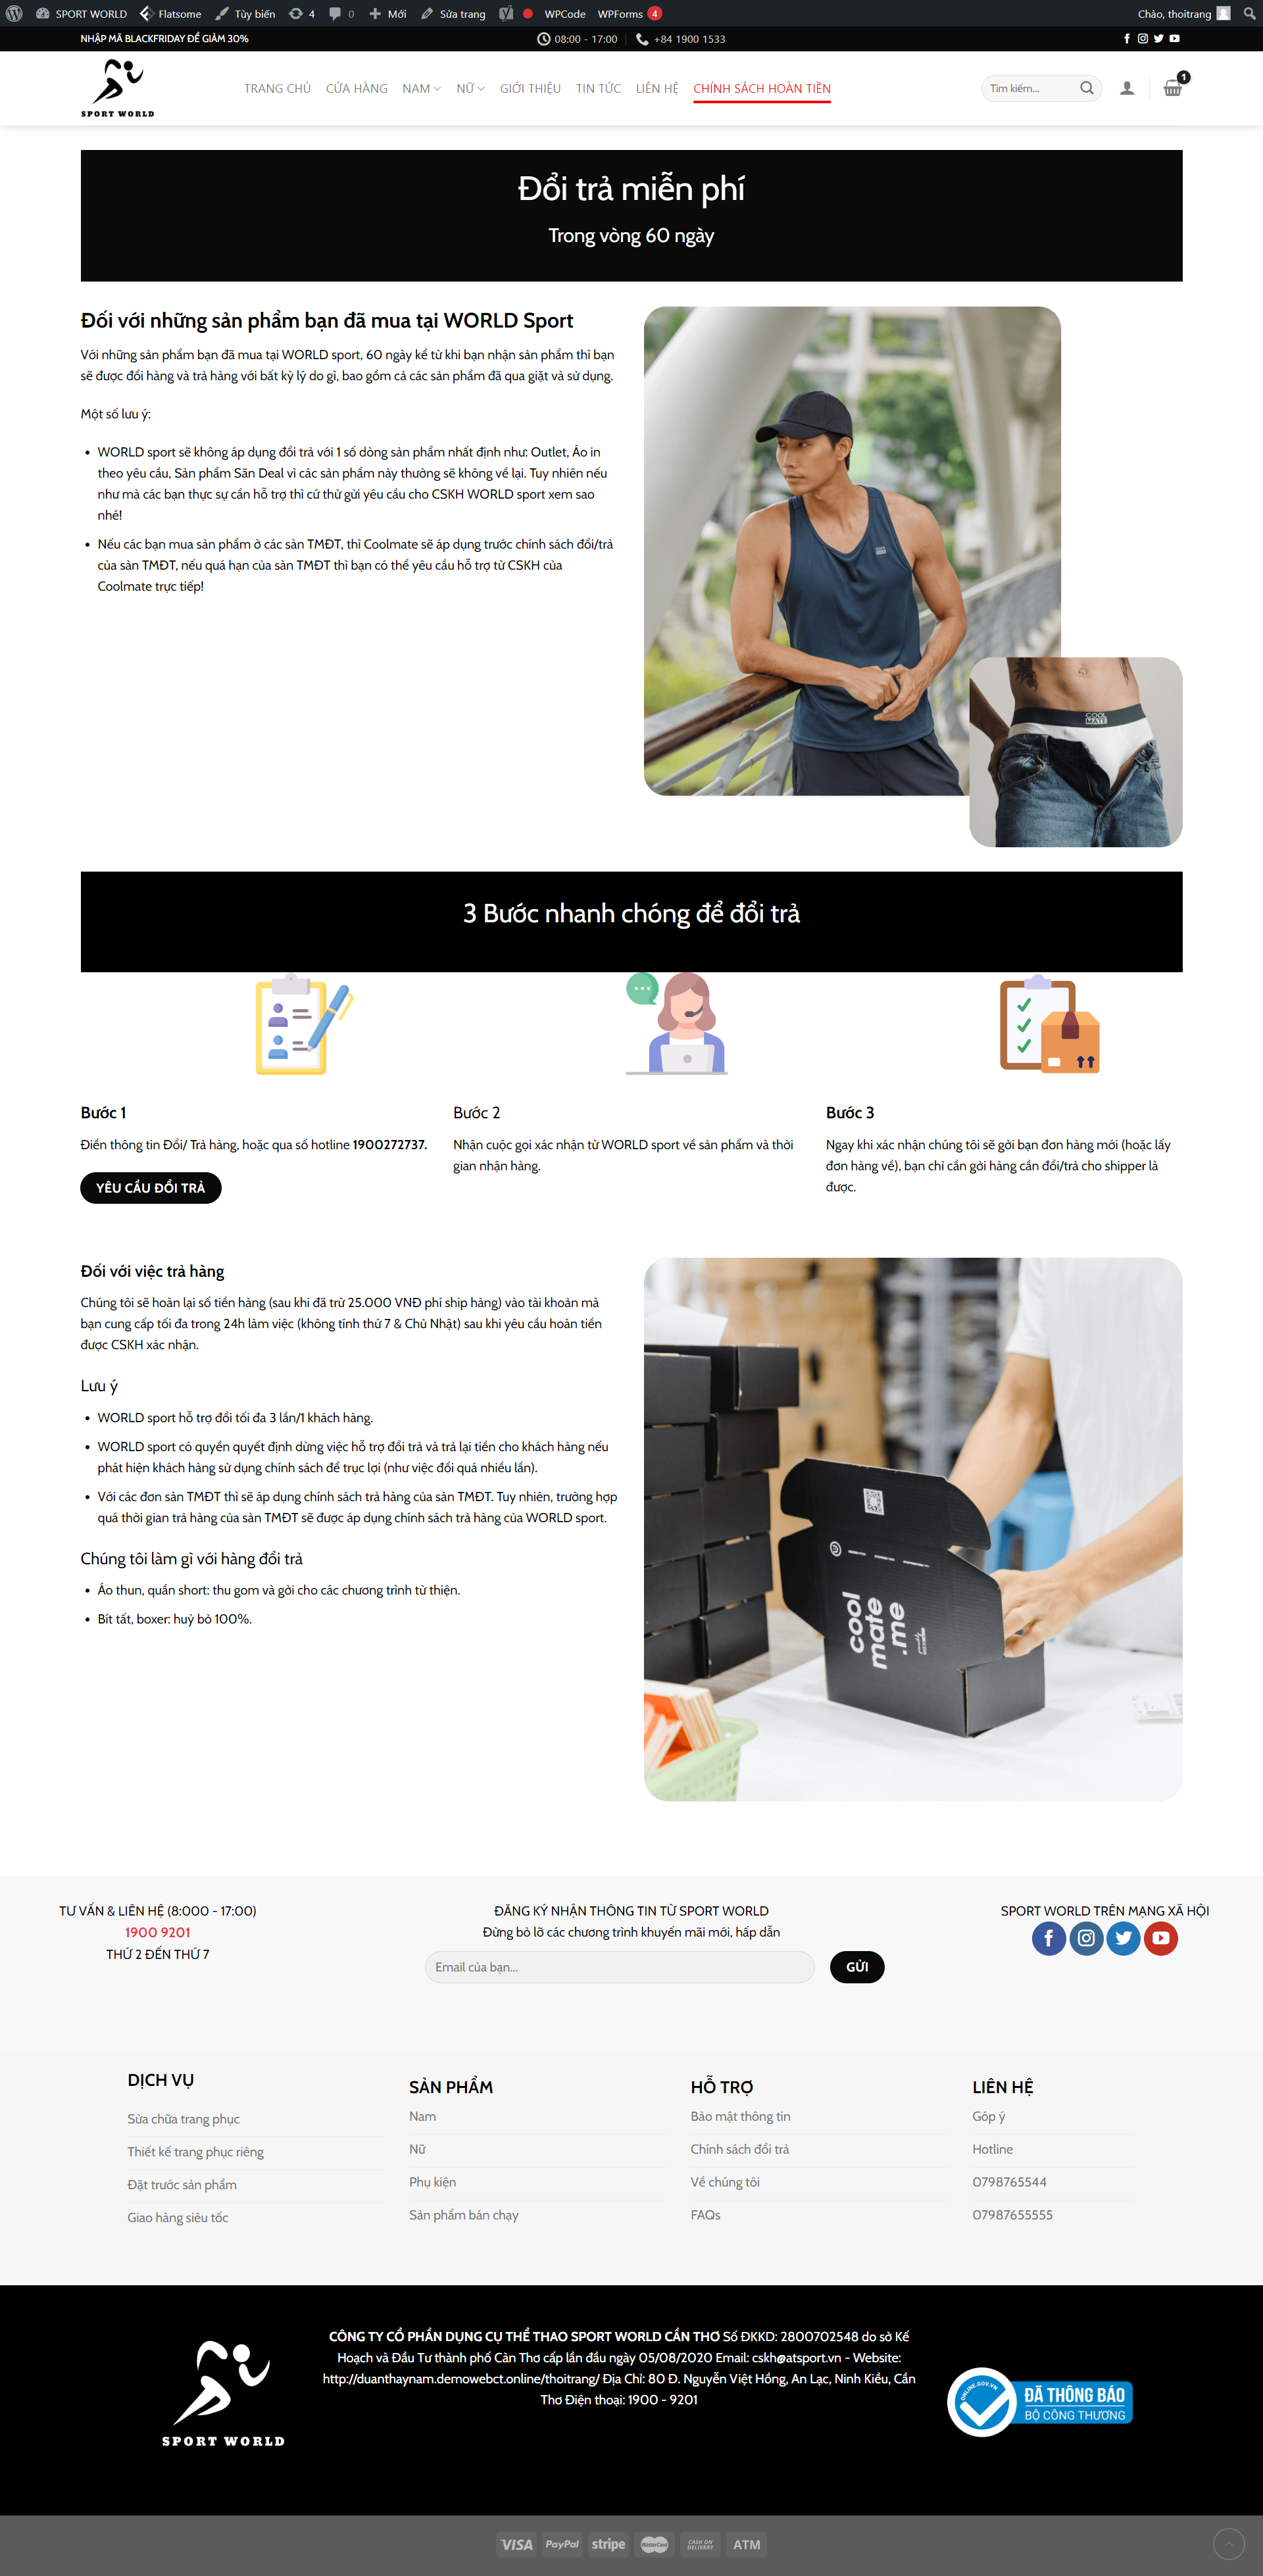 SPORT WORLD Flatsome Tùy biến 4 0 Mới Sửa trang WPCode WPForms 4 Chào, thoitrang
NHẬP MÃ BLACKFRIDAY ĐỂ GIẢM 30% 08:00 - 17:00 +84 1900 1533
SPORT WORLD
TRANG CHỦ CỬA HÀNG NAM NỮ GIỚI THIỆU TIN TỨC LIÊN HỆ CHÍNH SÁCH HOÀN TIỀN Tìm kiếm... 1
Đổi trả miễn phí
Trong vòng 60 ngày
Đối với những sản phẩm bạn đã mua tại WORLD Sport
Với những sản phẩm bạn đã mua tại WORLD sport, 60 ngày kể từ khi bạn nhận sản phẩm thì bạn
sẽ được đổi hàng và trả hàng với bất kỳ lý do gì, bao gồm cả các sản phẩm đã qua giặt và sử dụng.
Một số lưu ý:
• WORLD sport sẽ không áp dụng đổi trả với 1 số dòng sản phẩm nhất định như: Outlet, Áo in
theo yêu cầu, Sản phẩm Săn Deal vì các sản phẩm này thường sẽ không về lại. Tuy nhiên nếu
như mà các bạn thực sự cần hỗ trợ thì cứ thử gửi yêu cầu cho CSKH WORLD sport xem sao
nhé!
• Nếu các bạn mua sản phẩm ở các sàn TMĐT, thì Coolmate sẽ áp dụng trước chính sách đổi/trả
của sàn TMĐT, nếu quá hạn của sàn TMĐT thì bạn có thể yêu cầu hỗ trợ từ CSKH của
Coolmate trực tiếp!
COOL
MATE
3 Bước nhanh chóng để đổi trả
Bước 1
Điền thông tin Đổi/ Trả hàng, hoặc qua số hotline 1900272737.
YÊU CẦU ĐỔI TRẢ
Bước 2
Nhận cuộc gọi xác nhận từ WORLD sport về sản phẩm và thời
gian nhận hàng.
Bước 3
Ngay khi xác nhận chúng tôi sẽ gởi bạn đơn hàng mới (hoặc lấy
đơn hàng về), bạn chỉ cần gởi hàng cần đổi/trả cho shipper là
được.
Đối với việc trả hàng
Chúng tôi sẽ hoàn lại số tiền hàng (sau khi đã trừ 25.000 VNĐ phí ship hàng) vào tài khoản mà
bạn cung cấp tối đa trong 24h làm việc (không tính thứ 7 & Chủ Nhật) sau khi yêu cầu hoàn tiền
được CSKH xác nhận.
Lưu ý
• WORLD sport hỗ trợ đổi tối đa 3 lần/1 khách hàng.
• WORLD sport có quyền quyết định dừng việc hỗ trợ đổi trả và trả lại tiền cho khách hàng nếu
phát hiện khách hàng sử dụng chính sách để trục lợi (như việc đổi quá nhiều lần).
• Với các đơn sàn TMĐT thì sẽ áp dụng chính sách trả hàng của sàn TMĐT. Tuy nhiên, trường hợp
quá thời gian trả hàng của sàn TMĐT sẽ được áp dụng chính sách trả hàng của WORLD sport.
Chúng tôi làm gì với hàng đổi trả
• Áo thun, quần short: thu gom và gởi cho các chương trình từ thiện.
• Bít tất, boxer: huỷ bỏ 100%.
cool
mate
.me
TƯ VẤN & LIÊN HỆ (8:000 - 17:00)
1900 9201
THỨ 2 ĐẾN THỨ 7
ĐĂNG KÝ NHẬN THÔNG TIN TỪ SPORT WORLD
Đừng bỏ lỡ các chương trình khuyến mãi mới, hấp dẫn
Email của bạn... GỬI
SPORT WORLD TRÊN MẠNG XÃ HỘI
DỊCH VỤ
Sửa chữa trang phục
Thiết kế trang phục riêng
Đặt trước sản phẩm
Giao hàng siêu tốc
SẢN PHẨM
Nam
Nữ
Phụ kiện
Sản phẩm bán chạy
HỖ TRỢ
Bảo mật thông tin
Chính sách đổi trả
Về chúng tôi
FAQs
LIÊN HỆ
Góp ý
Hotline
0798765544
07987655555
SPORT WORLD
CÔNG TY CỔ PHẦN DỤNG CỤ THỂ THAO SPORT WORLD CẦN THƠ Số ĐKKD: 2800702548 do sở Kế
Hoạch và Đầu Tư thành phố Càn Thơ cấp lần đầu ngày 05/08/2020 Email: cskh@atsport.vn - Website:
http://duanthaynam.demowebct.online/thoitrang/ Địa Chỉ: 80 Đ. Nguyễn Việt Hồng, An Lạc, Ninh Kiều, Cần
Thơ Điện thoại: 1900 - 9201
ONLINE.GOV.VN
ĐÃ THÔNG BÁO
BỘ CÔNG THƯƠNG
VISA PayPal stripe MasterCard CASH ON DELIVERY ATM